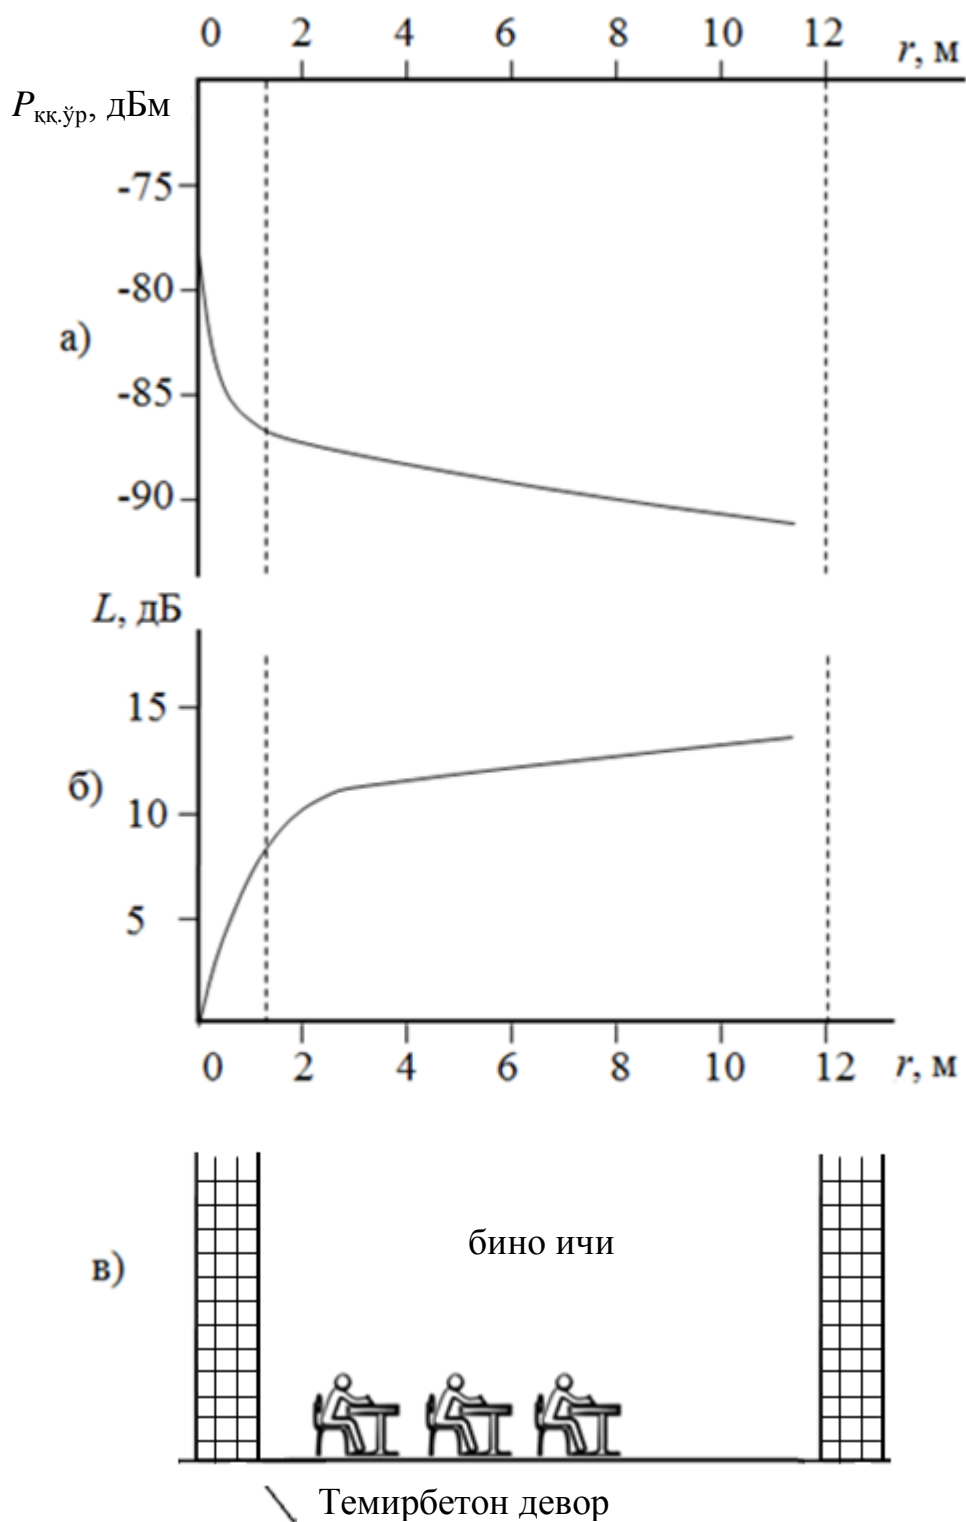 0 2 4 6 8 10 12 r, м
Pққ.ўр, дБм
-75
-80
а)
-85
-90
L, дБ
15
б)
10
5
0 2 4 6 8 10 12 r, м
бино ичи
в)
Темирбетон девор